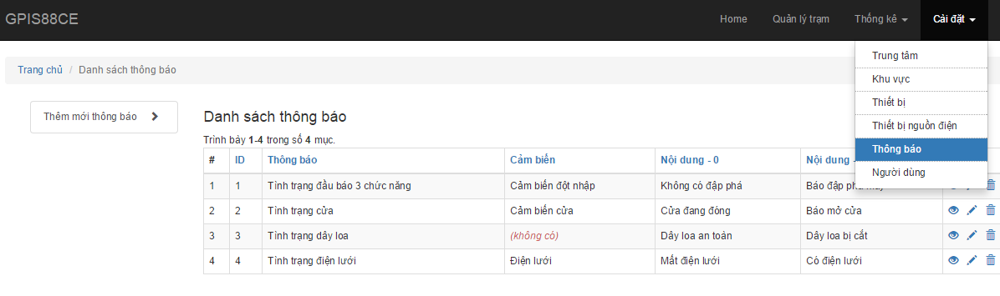 GPIS88CE
Home Quản lý trạm Thống kê Cài đặt
Trung tâm
Khu vực
Thiết bị
Thiết bị nguồn điện
Thông báo
Người dùng
Trang chủ / Danh sách thông báo
Thêm mới thông báo
Danh sách thông báo
Trình bày 1-4 trong số 4 mục.
# ID Thông báo Cảm biến Nội dung - 0 Nội dung -
1 1 Tình trạng đầu báo 3 chức năng Cảm biến đột nhập Không có đập phá Báo đập phá máy
2 2 Tình trạng cửa Cảm biến cửa Cửa đang đóng Báo mở cửa
3 3 Tình trạng dây loa (không có) Dây loa an toàn Dây loa bị cắt
4 4 Tình trạng điện lưới Điện lưới Mất điện lưới Có điện lưới